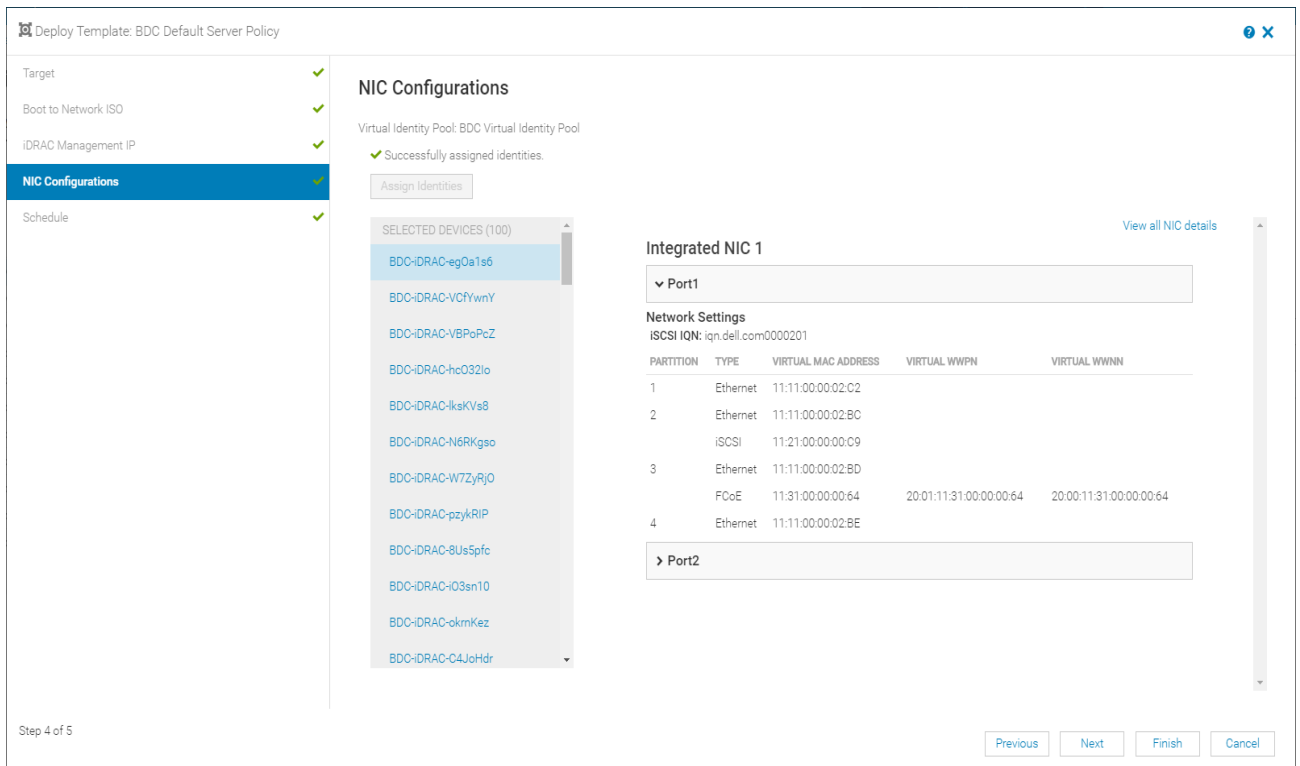 Deploy Template: BDC Default Server Policy
Target
Boot to Network ISO
iDRAC Management IP
NIC Configurations
Schedule
NIC Configurations
Virtual Identity Pool: BDC Virtual Identity Pool
Successfully assigned identities.
Assign Identities
SELECTED DEVICES (100)
BDC-iDRAC-egOa1s6
BDC-iDRAC-VCfYwnY
BDC-iDRAC-VBPoPcZ
BDC-iDRAC-hcO32Io
BDC-iDRAC-lksKVs8
BDC-iDRAC-N6RKgso
BDC-iDRAC-W7ZyRjO
BDC-iDRAC-pzykRIP
BDC-iDRAC-8Us5pfc
BDC-iDRAC-iO3sn10
BDC-iDRAC-okrnKez
BDC-iDRAC-C4JoHdr
View all NIC details
Integrated NIC 1
Port1
Network Settings
iSCSI IQN: iqn.dell.com0000201
PARTITION TYPE VIRTUAL MAC ADDRESS VIRTUAL WWPN VIRTUAL WWNN
1 Ethernet 11:11:00:00:02:C2
2 Ethernet 11:11:00:00:02:BC
iSCSI 11:21:00:00:00:C9
3 Ethernet 11:11:00:00:02:BD
FCoE 11:31:00:00:00:64 20:01:11:31:00:00:00:64 20:00:11:31:00:00:00:64
4 Ethernet 11:11:00:00:02:BE
Port2
Step 4 of 5
Previous Next Finish Cancel